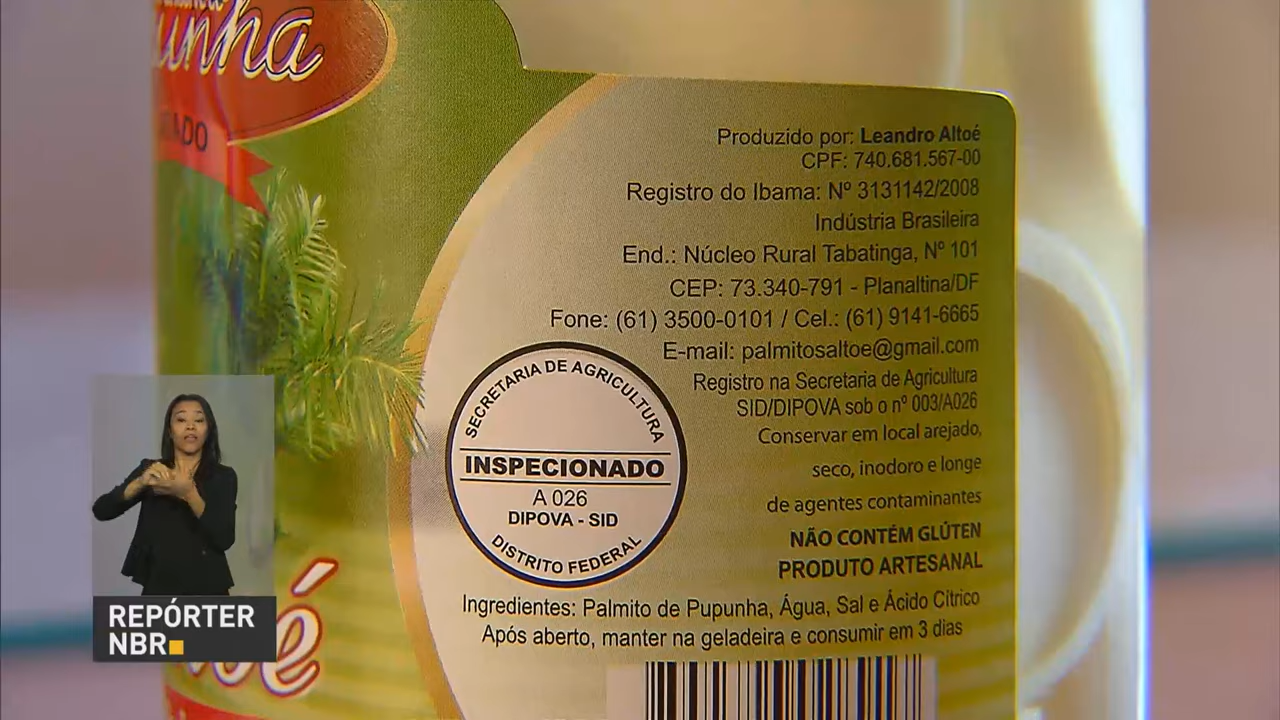 unha
Produzido por: Leandro Altoé
CPF: 740.681.567-00
Registro do Ibama: Nº 3131142/2008
Indústria Brasileira
End.: Núcleo Rural Tabatinga, Nº 101
CEP: 73.340-791 - Planaltina/DF
Fone: (61) 3500-0101 / Cel.: (61) 9141-6665
E-mail: palmitosaltoe@gmail.com
Registro na Secretaria de Agricultura
SID/DIPOVA sob o nº 003/A026
Conservar em local arejado,
seco, inodoro e longe
de agentes contaminantes
NÃO CONTÉM GLÚTEN
PRODUTO ARTESANAL
SECRETARIA DE AGRICULTURA
INSPECIONADO
A 026
DIPOVA - SID
DISTRITO FEDERAL
Ingredientes: Palmito de Pupunha, Água, Sal e Ácido Cítrico
Após aberto, manter na geladeira e consumir em 3 dias
REPÓRTER
NBR